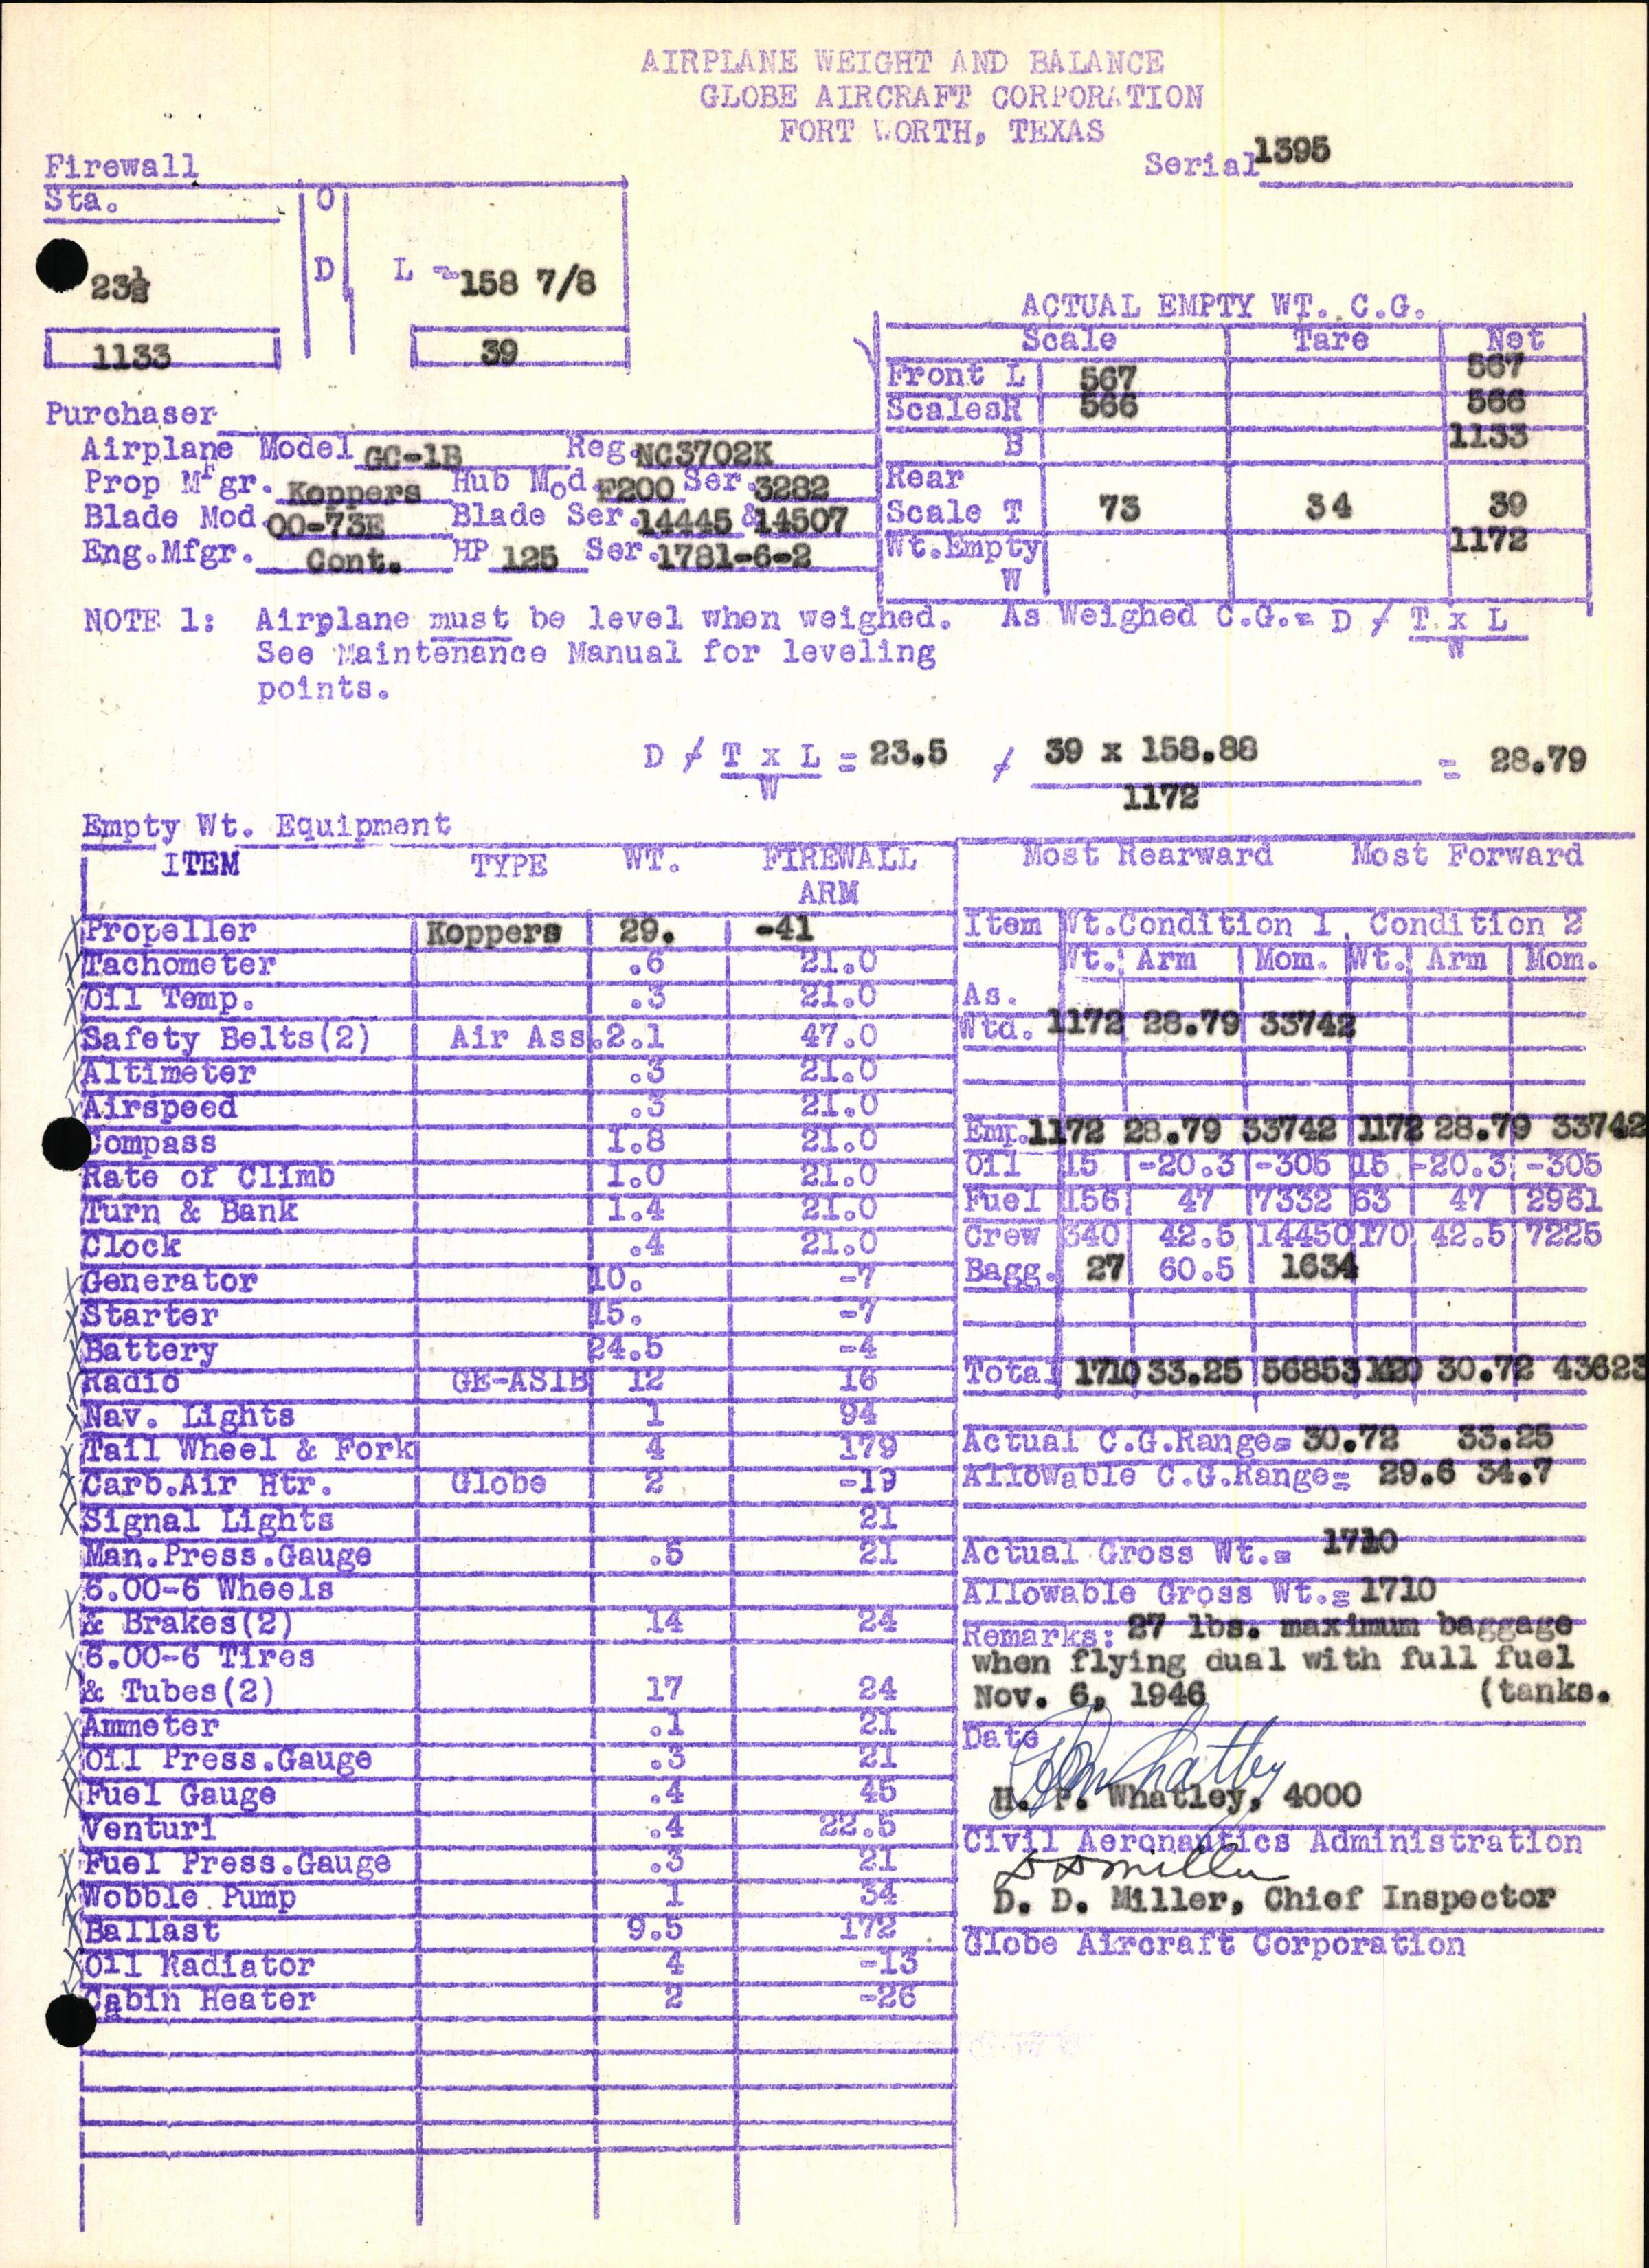 AIRPLANE WEIGHT AND BALANCE
GLOBE AIRCRAFT CORPORATION
FORT WORTH, TEXAS
Serial 1395
Firewall
Sta. O
23½ D L = 158 7/8
1133 39
ACTUAL EMPTY WT. C.G.
Scale Tare Net
Front L 567 567
Scales R 566 566
B 1133
Rear
Scale T 73 34 39
Wt.Empty 1172
W
Purchaser
Airplane Model GC-1B Reg. NC3702K
Prop Mfgr. Koppers Hub Mod. F200 Ser. 3282
Blade Mod. 00-73E Blade Ser. 14445 & 14507
Eng.Mfgr. Cont. HP 125 Ser. 1781-6-2
NOTE 1: Airplane must be level when weighed. As Weighed C.G.= D / T x L
See Maintenance Manual for leveling W
points.
D / T x L = 23.5 / 39 x 158.88 = 28.79
W 1172
Empty Wt. Equipment
ITEM TYPE WT. FIREWALL
ARM
Propeller Koppers 29. -41
Tachometer .6 21.0
Oil Temp. .3 21.0
Safety Belts(2) Air Ass. 2.1 47.0
Altimeter .3 21.0
Airspeed .3 21.0
Compass 1.8 21.0
Rate of Climb 1.0 21.0
Turn & Bank 1.4 21.0
Clock .4 21.0
Generator 10. -7
Starter 15. -7
Battery 24.5 -4
Radio GE-AS1B 12 16
Nav. Lights 1 94
Tail Wheel & Fork 4 179
Carb.Air Htr. Globe 2 -19
Signal Lights 21
Man.Press.Gauge .5 21
6.00-6 Wheels
& Brakes(2) 14 24
6.00-6 Tires
& Tubes(2) 17 24
Ammeter .1 21
Oil Press.Gauge .3 21
Fuel Gauge .4 45
Venturi .4 22.5
Fuel Press.Gauge .3 21
Wobble Pump 1 34
Ballast 9.5 172
Oil Radiator 4 -13
Cabin Heater 2 -26
Most Rearward Most Forward
Item Wt.Condition 1, Condition 2
Wt. Arm Mom. Wt. Arm Mom.
As.
Wtd. 1172 28.79 33742
Emp. 1172 28.79 33742 1172 28.79 33742
Oil 15 -20.3 -305 15 -20.3 -305
Fuel 156 47 7332 63 47 2961
Crew 340 42.5 14450 170 42.5 7225
Bagg. 27 60.5 1634
Total 1710 33.25 56853 1420 30.72 43623
Actual C.G.Range= 30.72 33.25
Allowable C.G.Range= 29.6 34.7
Actual Gross Wt.= 1710
Allowable Gross Wt.= 1710
Remarks: 27 lbs. maximum baggage
when flying dual with full fuel
Nov. 6, 1946 (tanks.
Date
H. P. Whatley, 4000
Civil Aeronautics Administration
D D Miller
D. D. Miller, Chief Inspector
Globe Aircraft Corporation